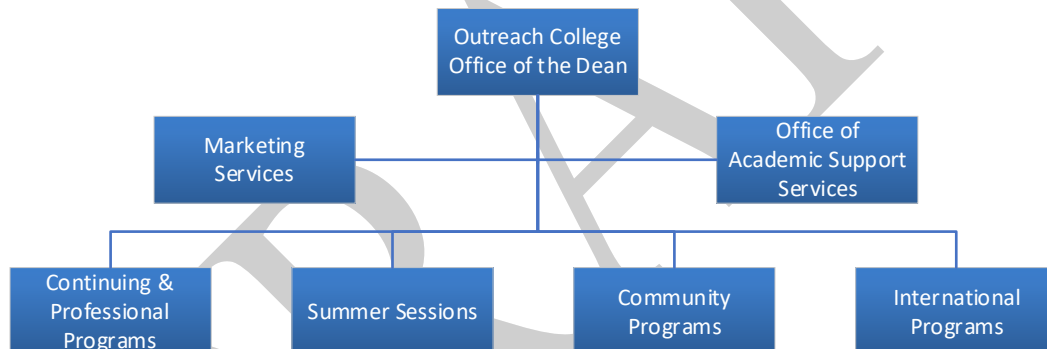 Outreach College
Office of the Dean
Marketing
Services
Office of
Academic Support
Services
Continuing &
Professional
Programs
Summer Sessions
Community
Programs
International
Programs